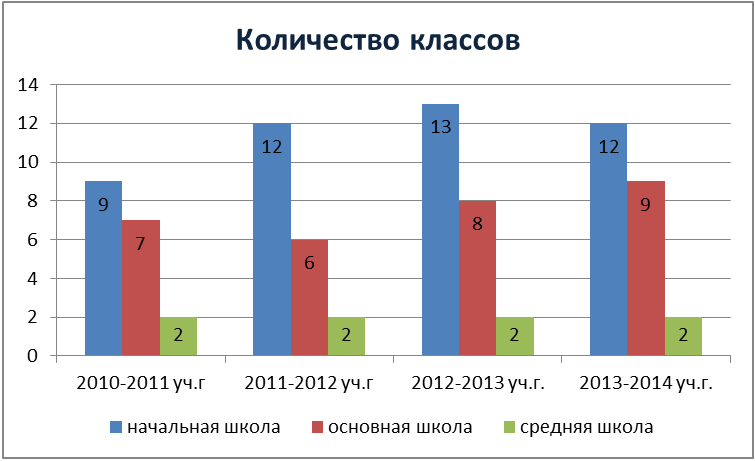 Количество классов
14
12
10
8
6
4
2
0
9
7
2
12
6
2
13
8
2
12
9
2
2010-2011 уч.г
2011-2012 уч.г
2012-2013 уч.г.
2013-2014 уч.г.
начальная школа
основная школа
средняя школа